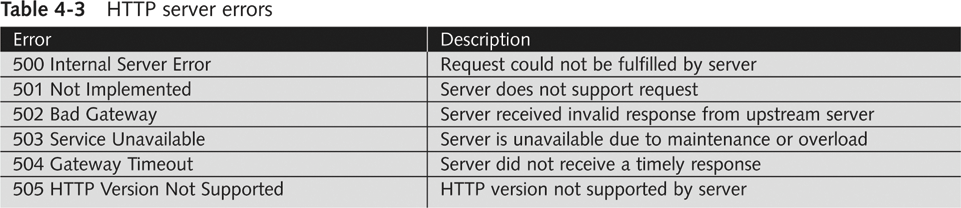 Table 4-3 HTTP server errors
Error Description
500 Internal Server Error Request could not be fulfilled by server
501 Not Implemented Server does not support request
502 Bad Gateway Server received invalid response from upstream server
503 Service Unavailable Server is unavailable due to maintenance or overload
504 Gateway Timeout Server did not receive a timely response
505 HTTP Version Not Supported HTTP version not supported by server